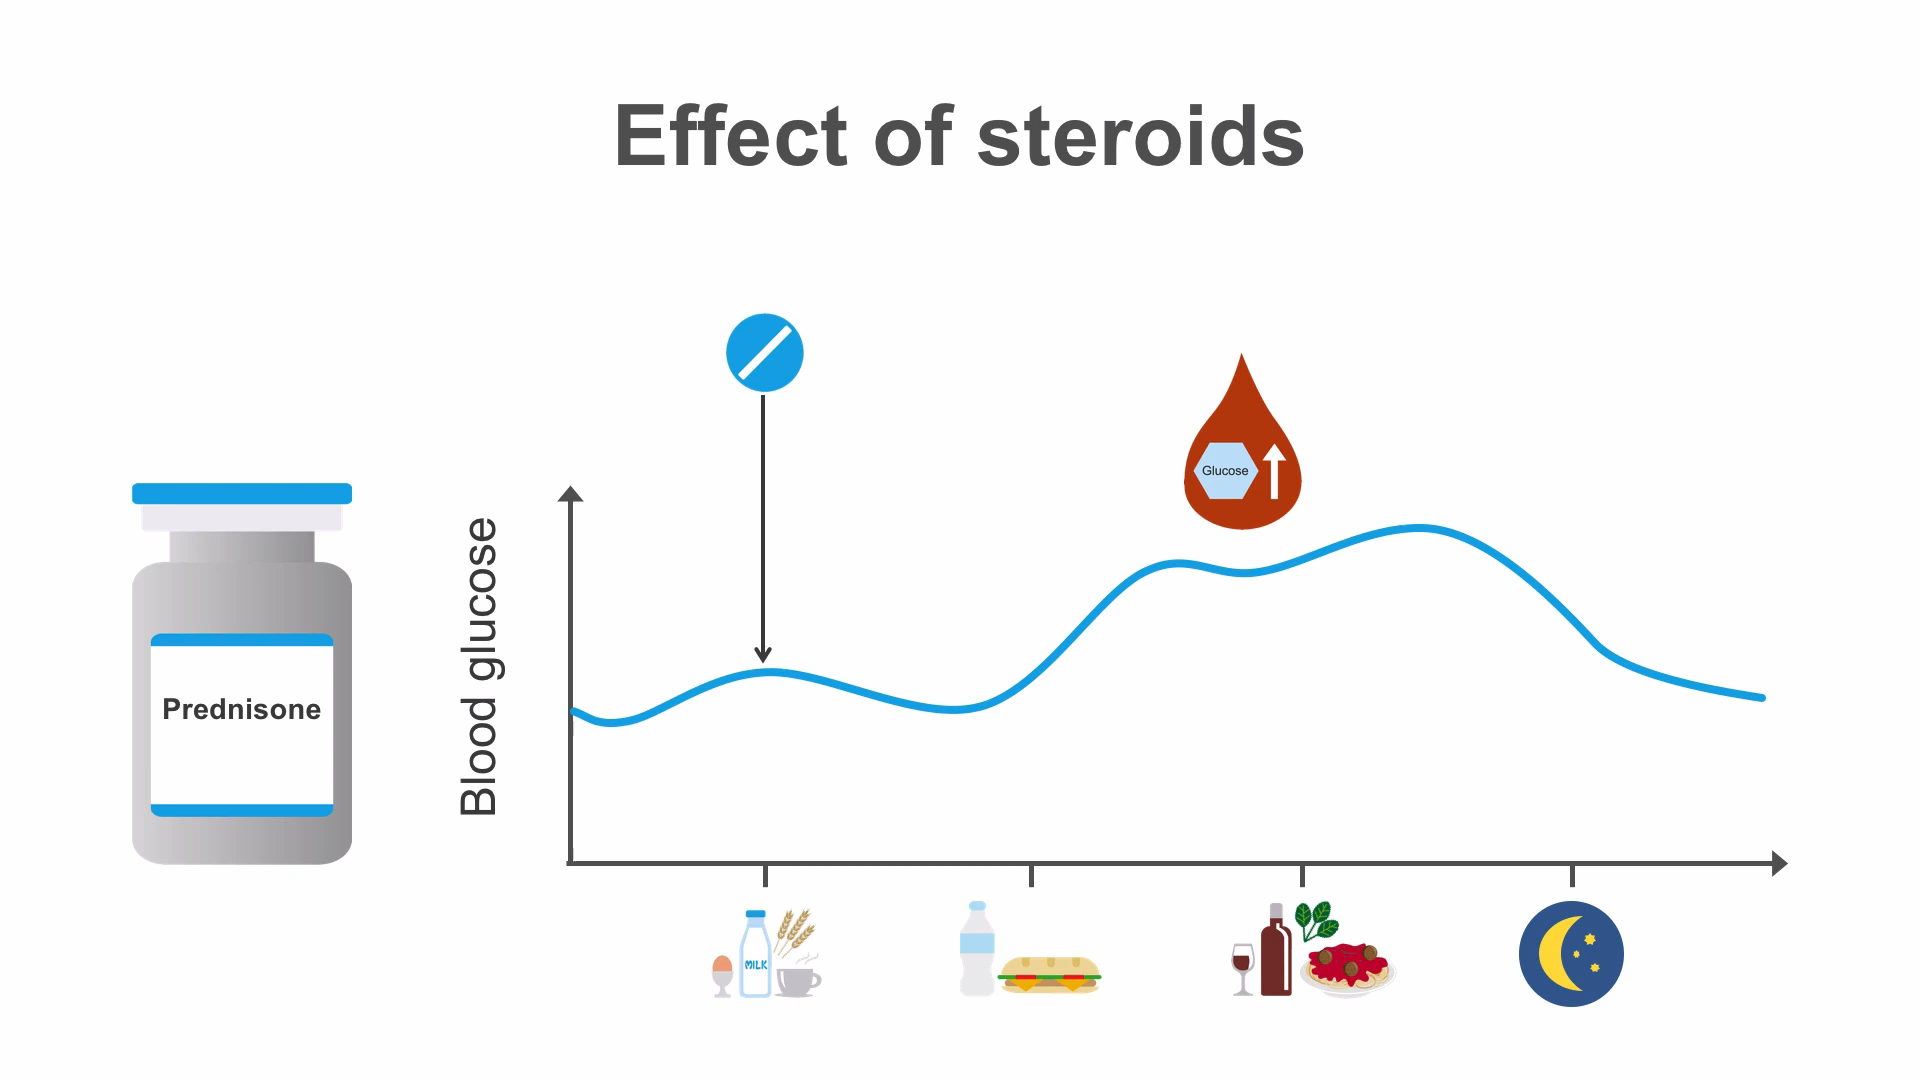 Effect of steroids
Glucose
Blood glucose
Prednisone
MILK